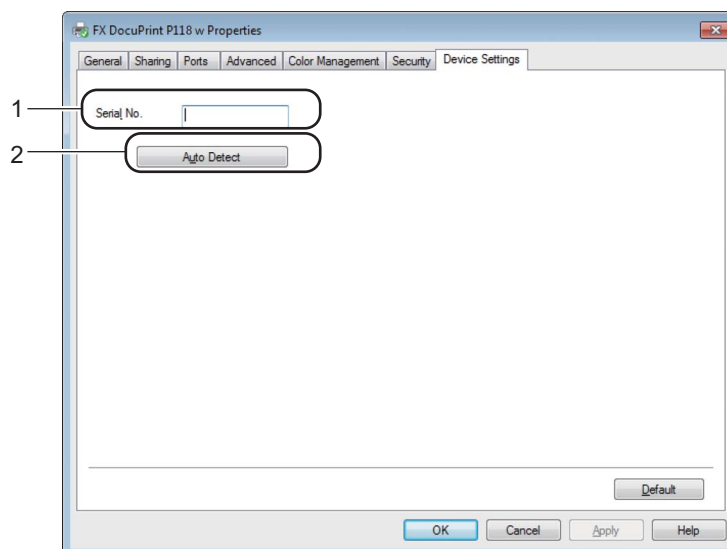 FX DocuPrint P118 w Properties
General Sharing Ports Advanced Color Management Security Device Settings
1 Serial No.
2 Auto Detect
Default
OK Cancel Apply Help